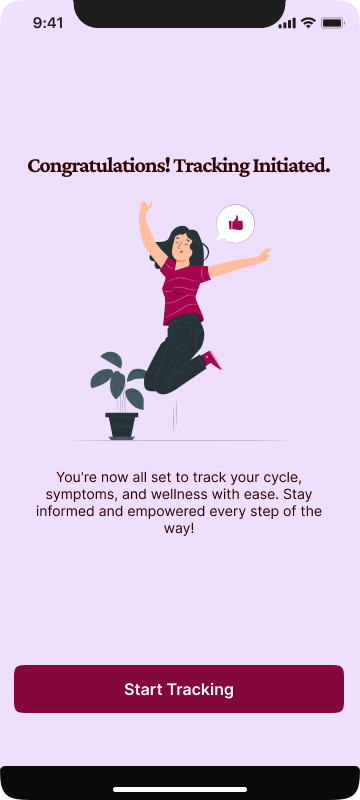 9:41
Congratulations! Tracking Initiated.
You're now all set to track your cycle,
symptoms, and wellness with ease. Stay
informed and empowered every step of the
way!
Start Tracking